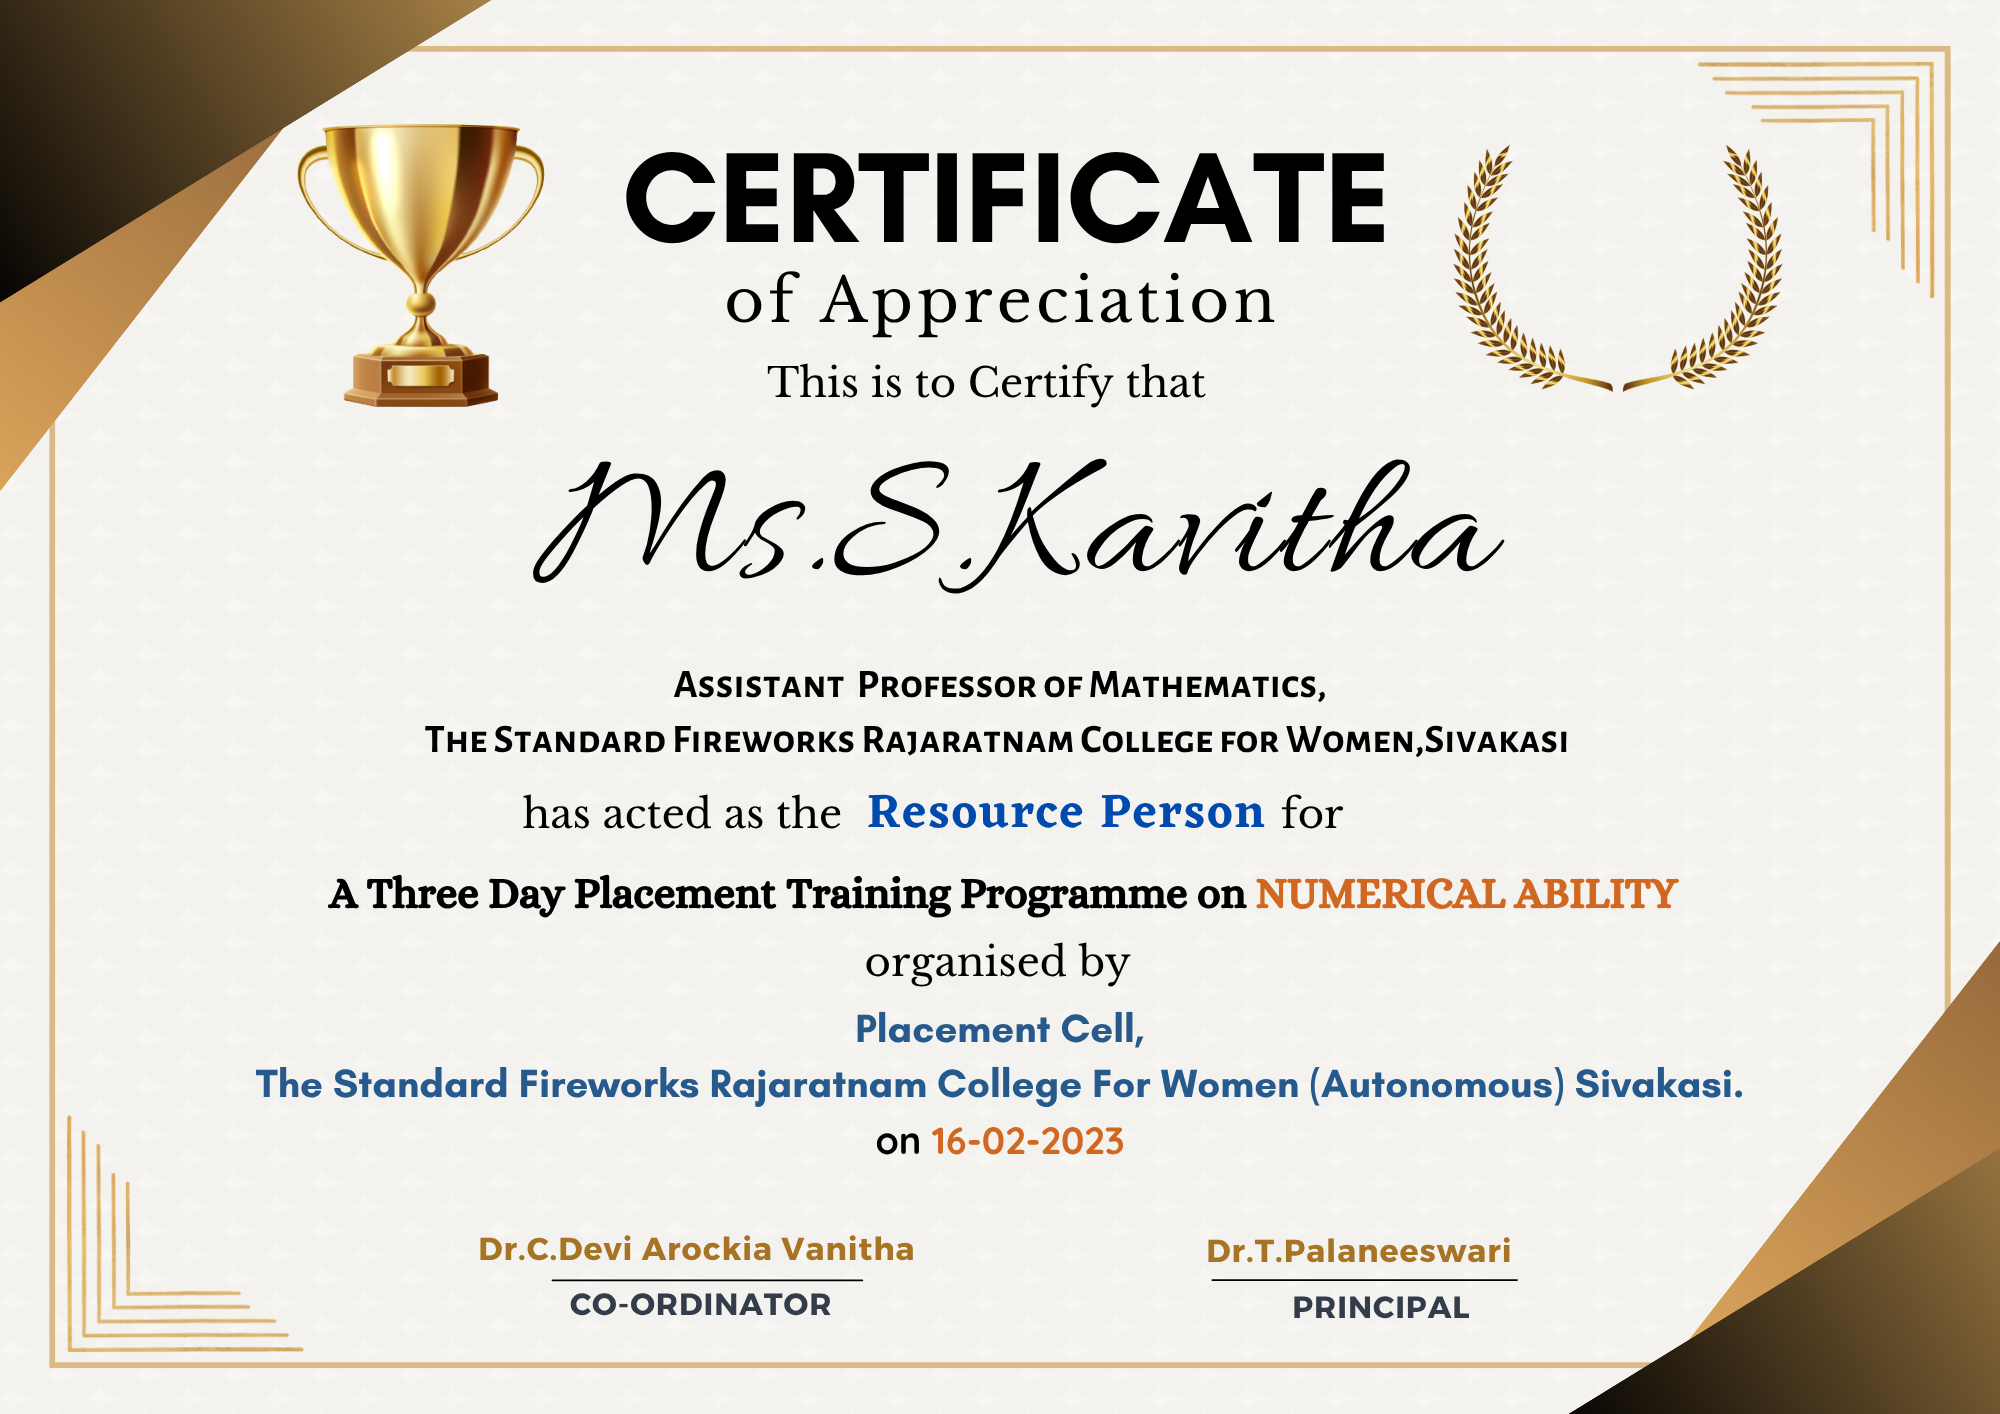 CERTIFICATE
of Appreciation
This is to Certify that
Ms.S.Kavitha
Assistant Professor of Mathematics,
The Standard Fireworks Rajaratnam College for Women,Sivakasi
has acted as the Resource Person for
A Three Day Placement Training Programme on NUMERICAL ABILITY
organised by
Placement Cell,
The Standard Fireworks Rajaratnam College For Women (Autonomous) Sivakasi.
on 16-02-2023
Dr.C.Devi Arockia Vanitha
CO-ORDINATOR
Dr.T.Palaneeswari
PRINCIPAL